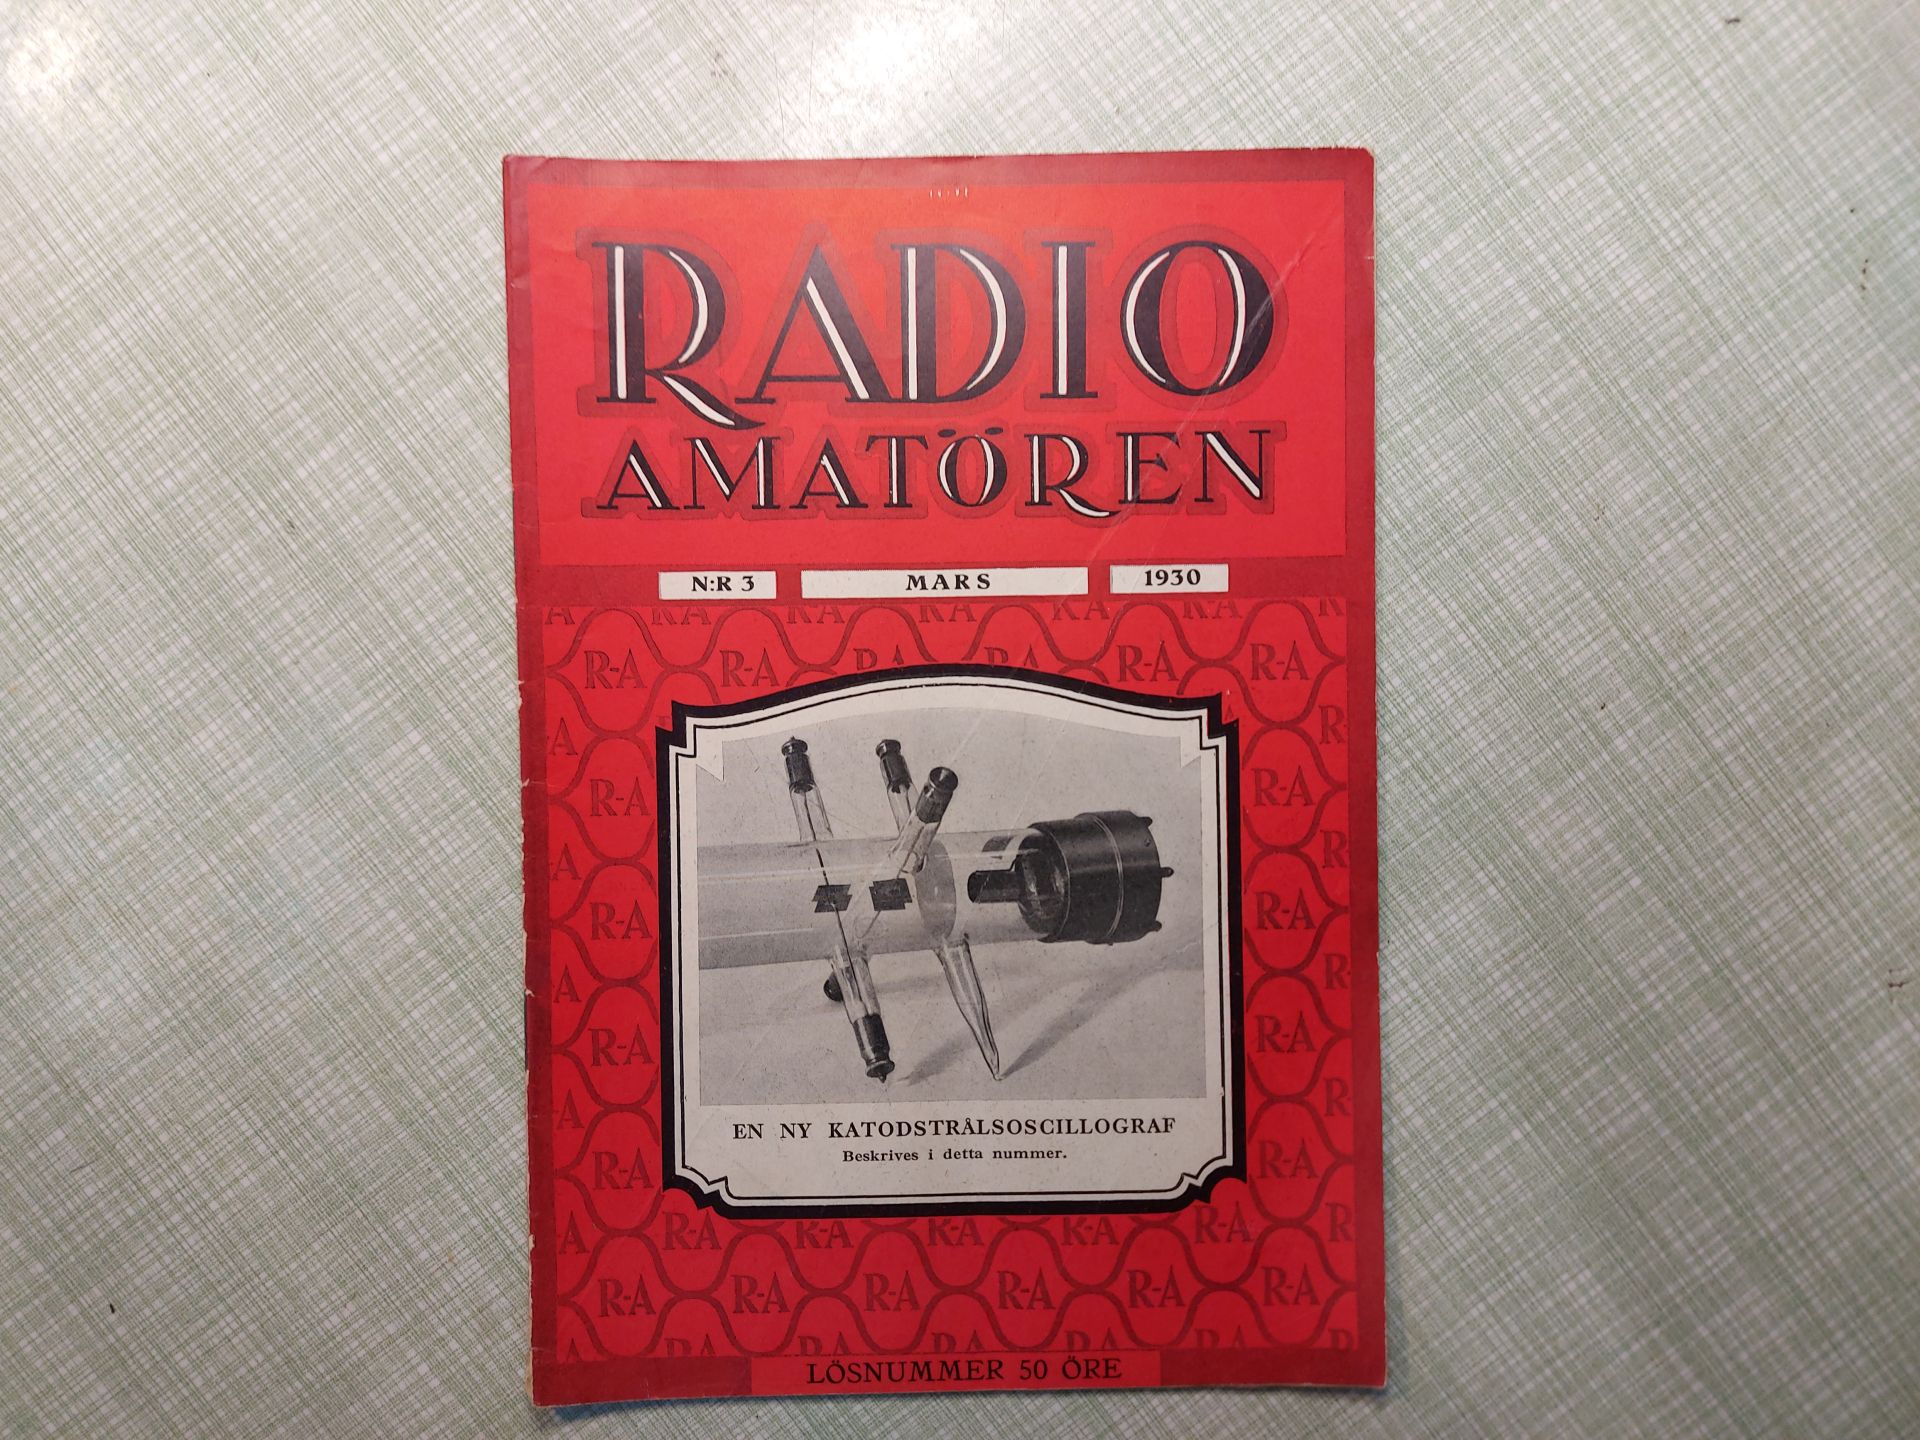 RADIO
AMATÖREN
N:R 3 MARS 1930
R-A R-A R-A R-A
R-A R-A
R-A R-A
R-A R-A
R-A R-A
EN NY KATODSTRÅLSOSCILLOGRAF
Beskrives i detta nummer.
R-A R-A R-A R-A R-A
R-A R-A R-A R-A R-A R-A
LÖSNUMMER 50 ÖRE